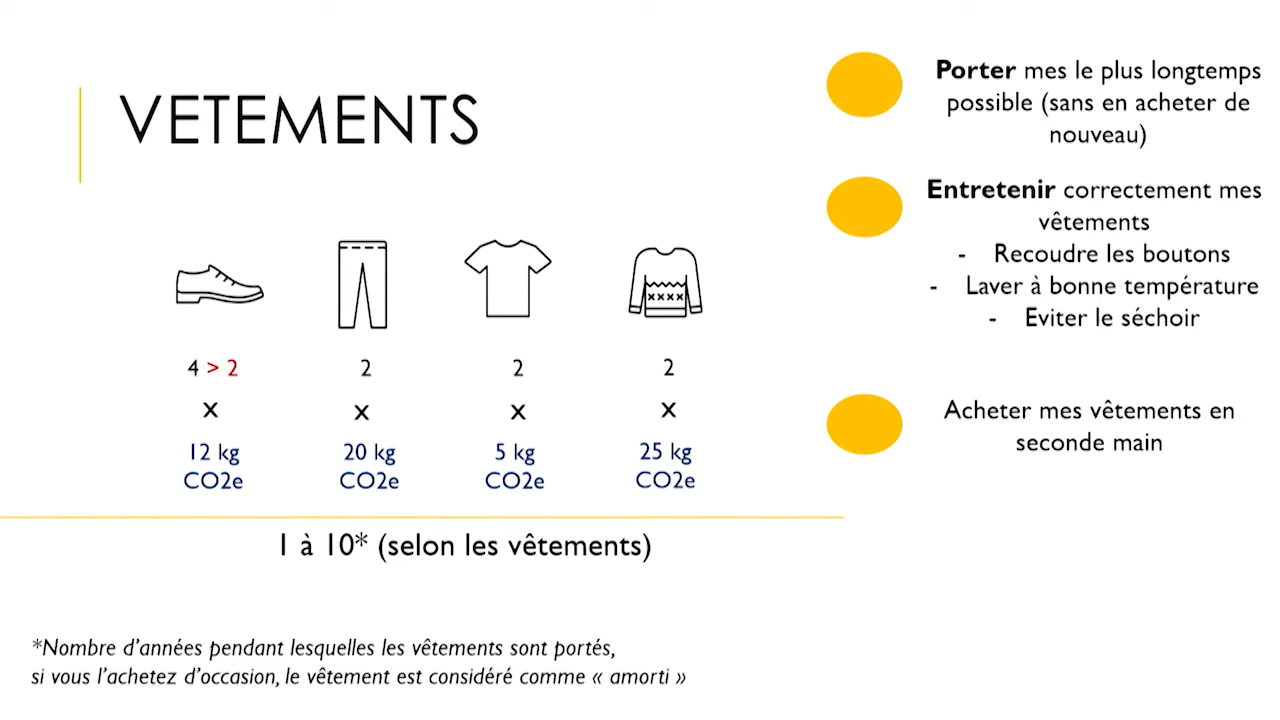 VETEMENTS
4 > 2
x
12 kg
CO2e
2
x
20 kg
CO2e
2
x
5 kg
CO2e
2
x
25 kg
CO2e
1 à 10* (selon les vêtements)
*Nombre d’années pendant lesquelles les vêtements sont portés,
si vous l’achetez d’occasion, le vêtement est considéré comme « amorti »
Porter mes le plus longtemps
possible (sans en acheter de
nouveau)
Entretenir correctement mes
vêtements
- Recoudre les boutons
- Laver à bonne température
- Eviter le séchoir
Acheter mes vêtements en
seconde main